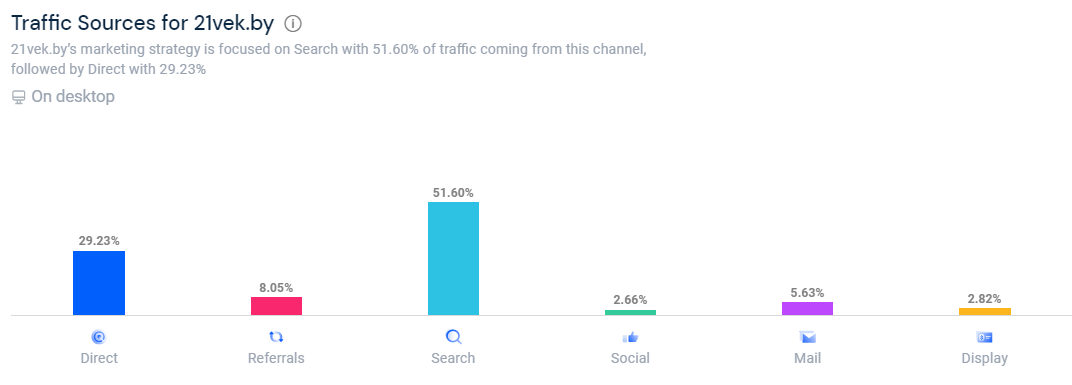 Traffic Sources for 21vek.by
21vek.by's marketing strategy is focused on Search with 51.60% of traffic coming from this channel,
followed by Direct with 29.23%
On desktop
51.60%
29.23%
8.05%
5.63%
2.82%
2.66%
Direct
Referrals
Search
Social
Mail
Display